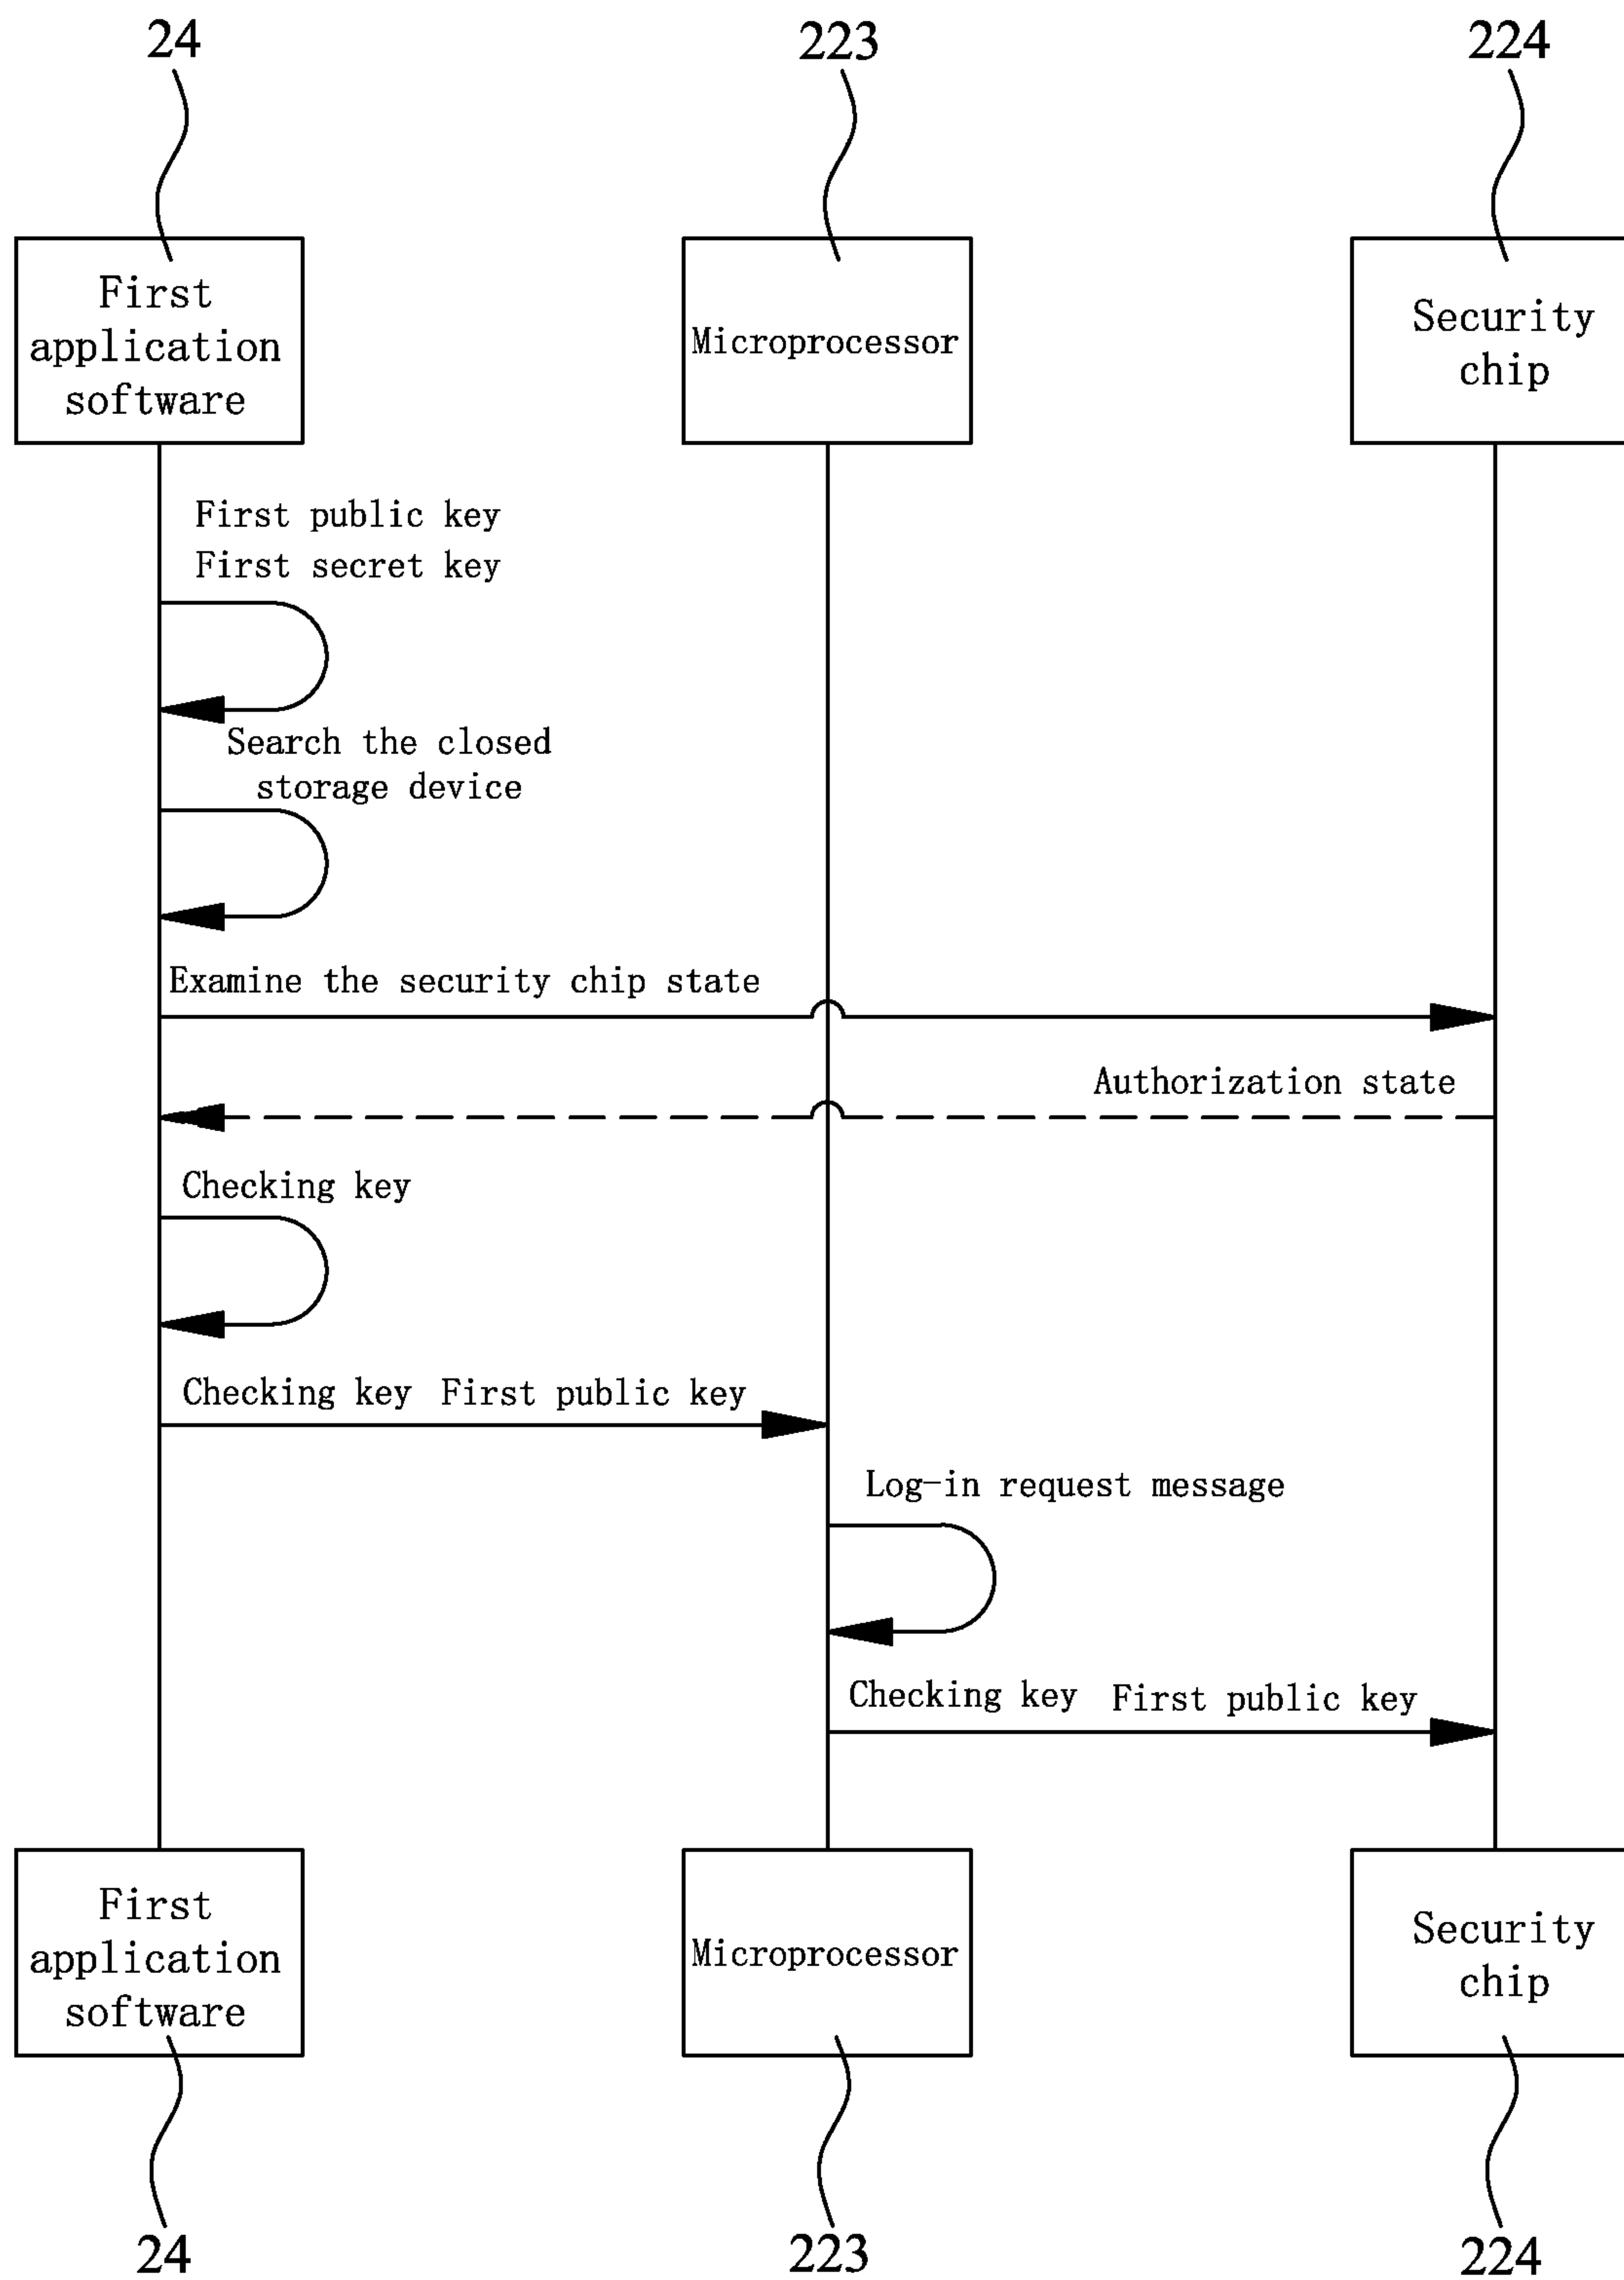 24
223
224
First
application
software
Microprocessor
Security
chip
First public key
First secret key
Search the closed
storage device
Examine the security chip state
Authorization state
Checking key
Checking key First public key
Log-in request message
Checking key First public key
First
application
software
Microprocessor
Security
chip
24
223
224